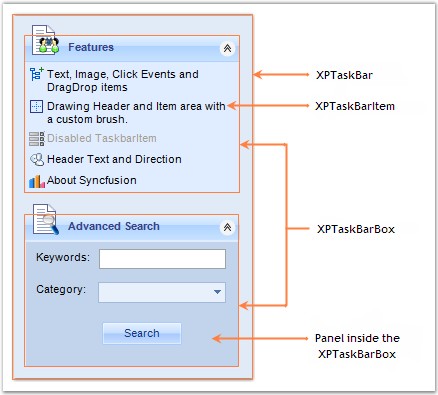 Features
Text, Image, Click Events and
DragDrop items
Drawing Header and Item area with
a custom brush.
Disabled TaskbarItem
Header Text and Direction
About Syncfusion
Advanced Search
Keywords:
Category:
Search
XPTaskBar
XPTaskBarItem
XPTaskBarBox
Panel inside the
XPTaskBarBox